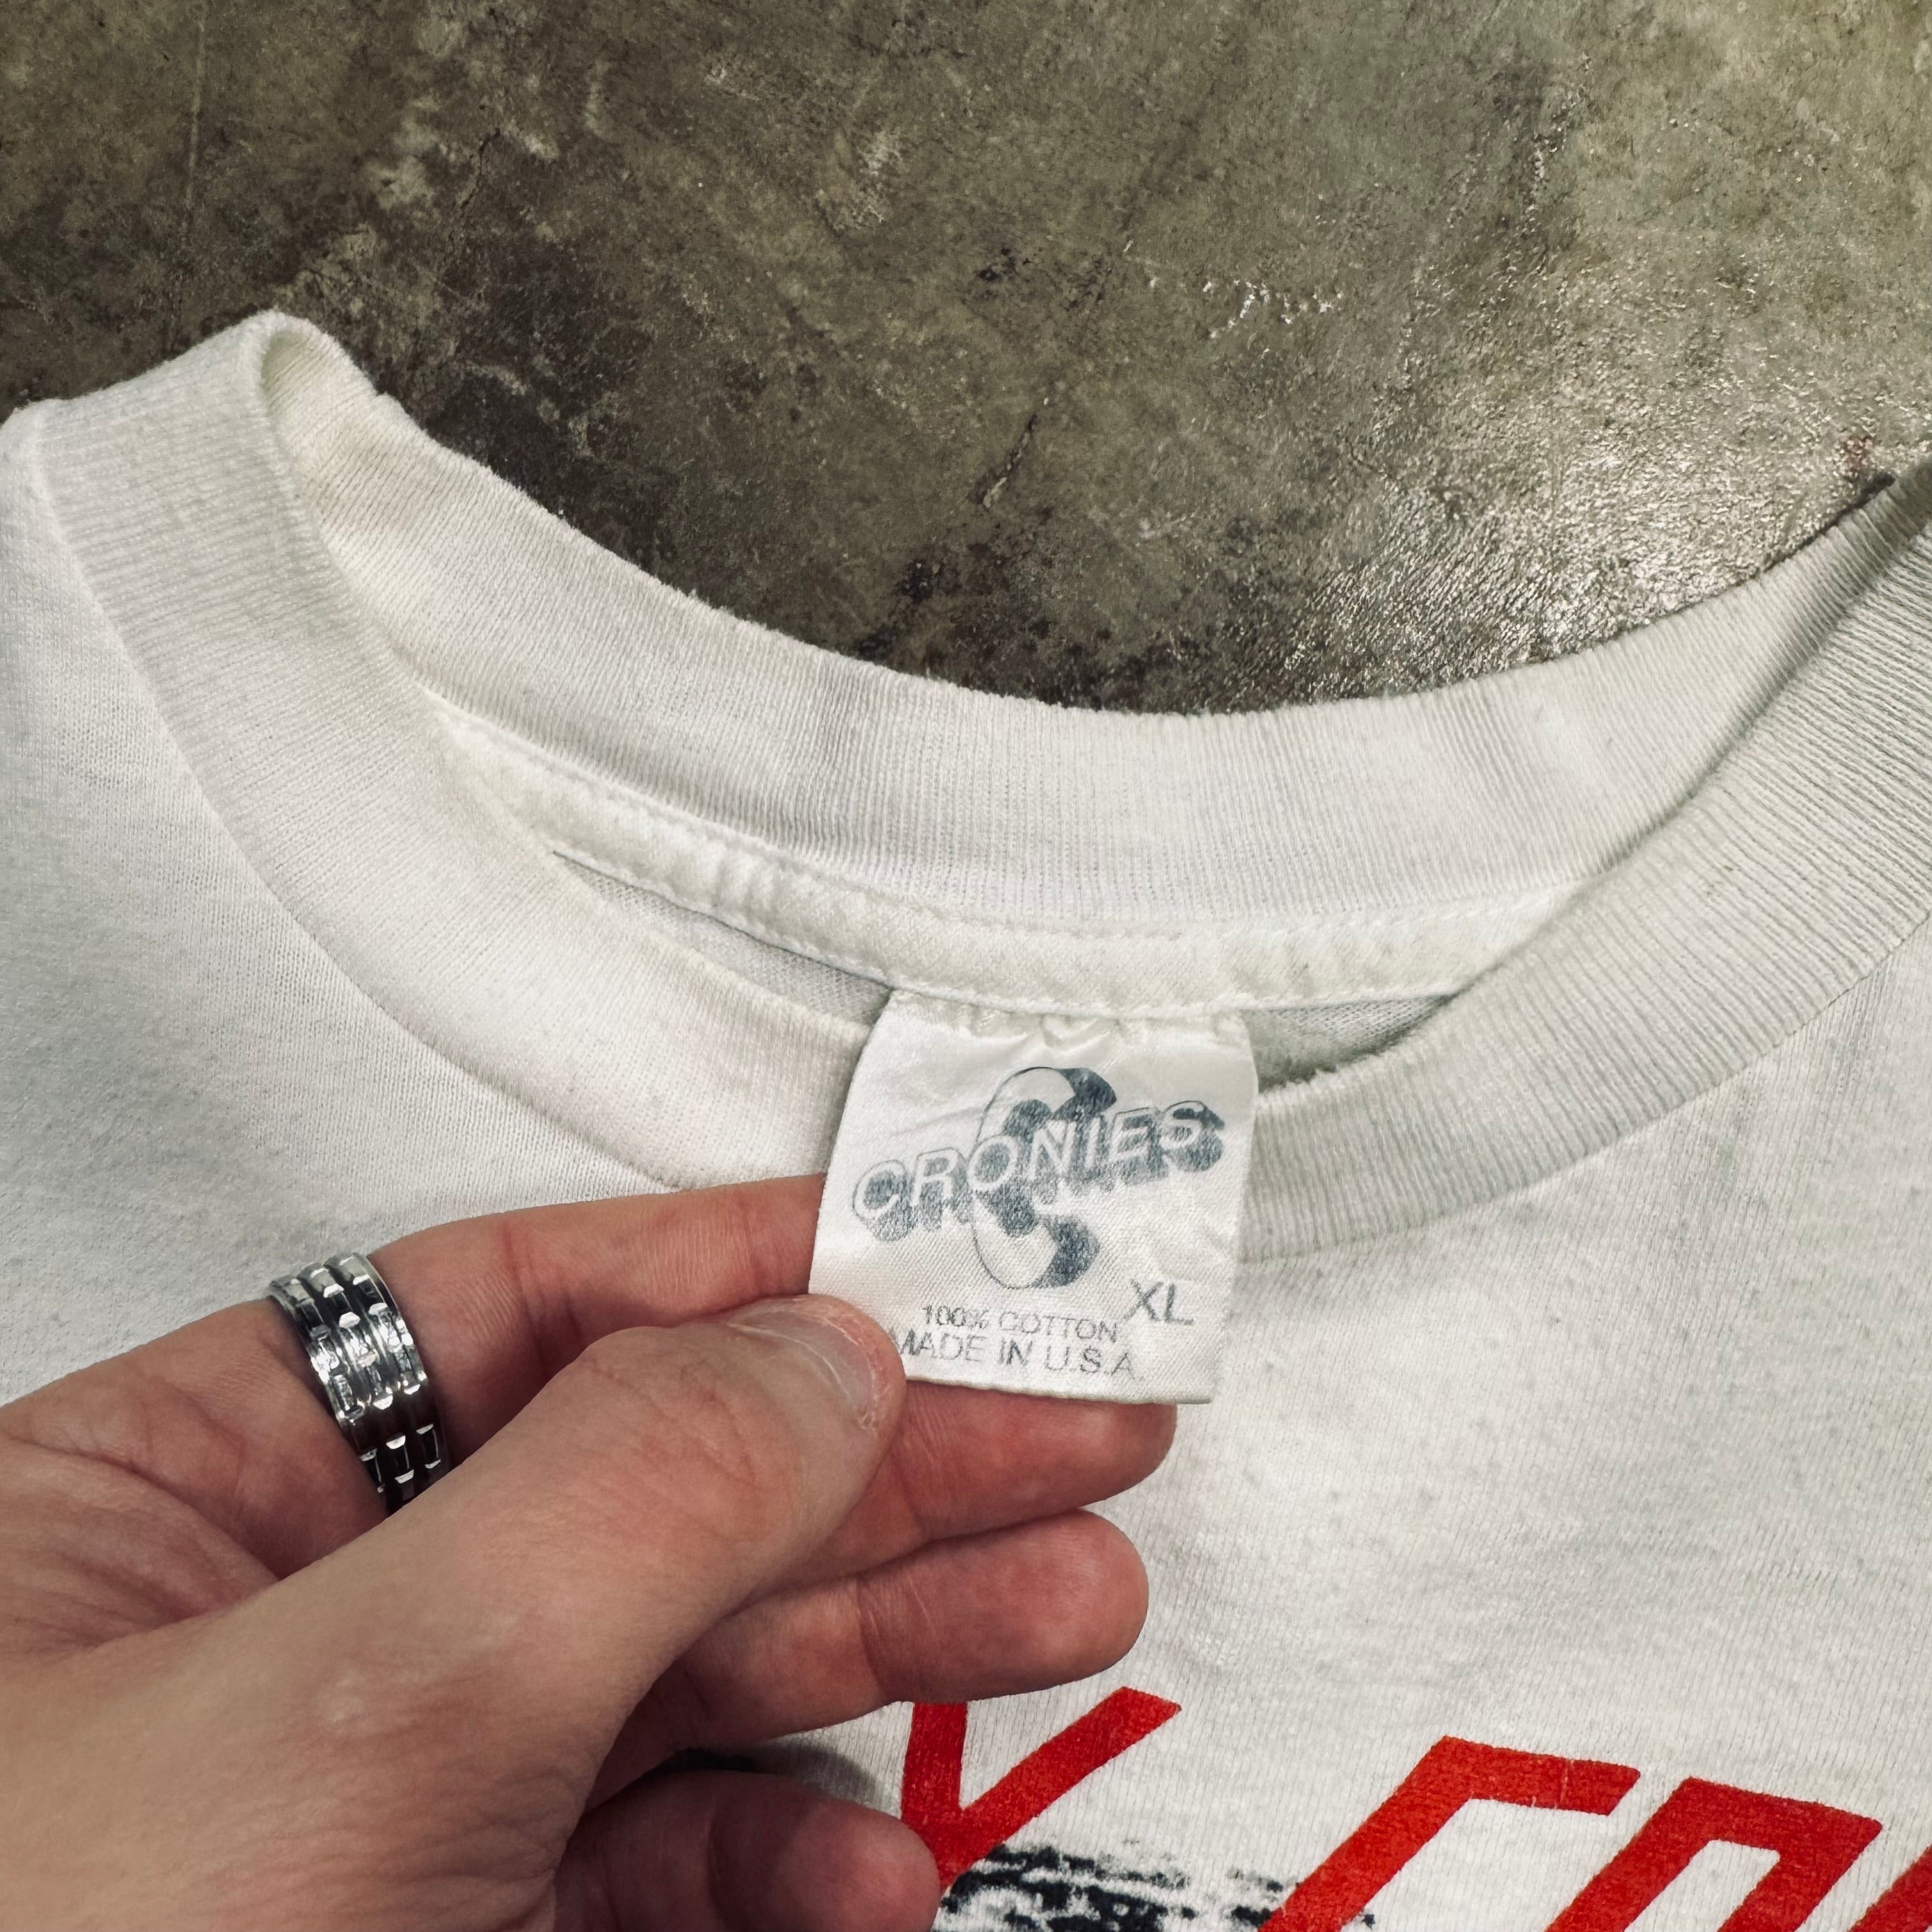 CRONIES
XL
100% COTTON
MADE IN U.S.A